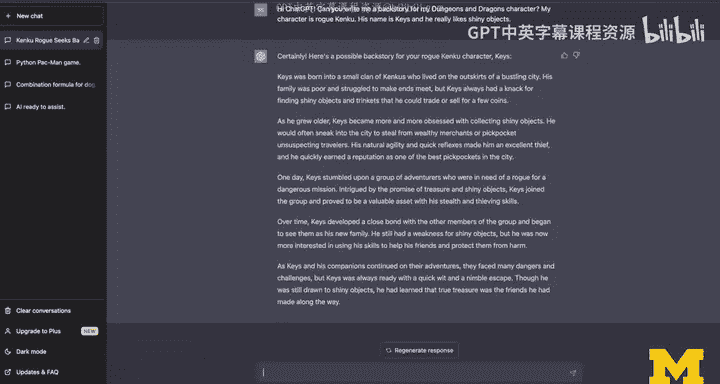 New chat
Kenku Rogue Seeks Ba
Python Pac-Man game.
Combination formula for dog
AI ready to assist.
Clear conversations
Upgrade to Plus NEW
Dark mode
Updates & FAQ
Hi ChatGPT! Can you write me a backstory for my Dungeons and Dragons character? My
character is rogue Kenku. His name is Keys and he really likes shiny objects.
GPT中英字幕课程资源 bilibili
Certainly! Here's a possible backstory for your rogue Kenku character, Keys:
Keys was born into a small clan of Kenkus who lived on the outskirts of a bustling city. His
family was poor and struggled to make ends meet, but Keys always had a knack for
finding shiny objects and trinkets that he could trade or sell for a few coins.
As he grew older, Keys became more and more obsessed with collecting shiny objects. He
would often sneak into the city to steal from wealthy merchants or pickpocket
unsuspecting travelers. His natural agility and quick reflexes made him an excellent thief,
and he quickly earned a reputation as one of the best pickpockets in the city.
One day, Keys stumbled upon a group of adventurers who were in need of a rogue for a
dangerous mission. Intrigued by the promise of treasure and shiny objects, Keys joined
the group and proved to be a valuable asset with his stealth and thieving skills.
Over time, Keys developed a close bond with the other members of the group and began
to see them as his new family. He still had a weakness for shiny objects, but he was now
more interested in using his skills to help his friends and protect them from harm.
As Keys and his companions continued on their adventures, they faced many dangers and
challenges, but Keys was always ready with a quick wit and a nimble escape. Though he
was still drawn to shiny objects, he had learned that true treasure was the friends he had
made along the way.
Regenerate response
M